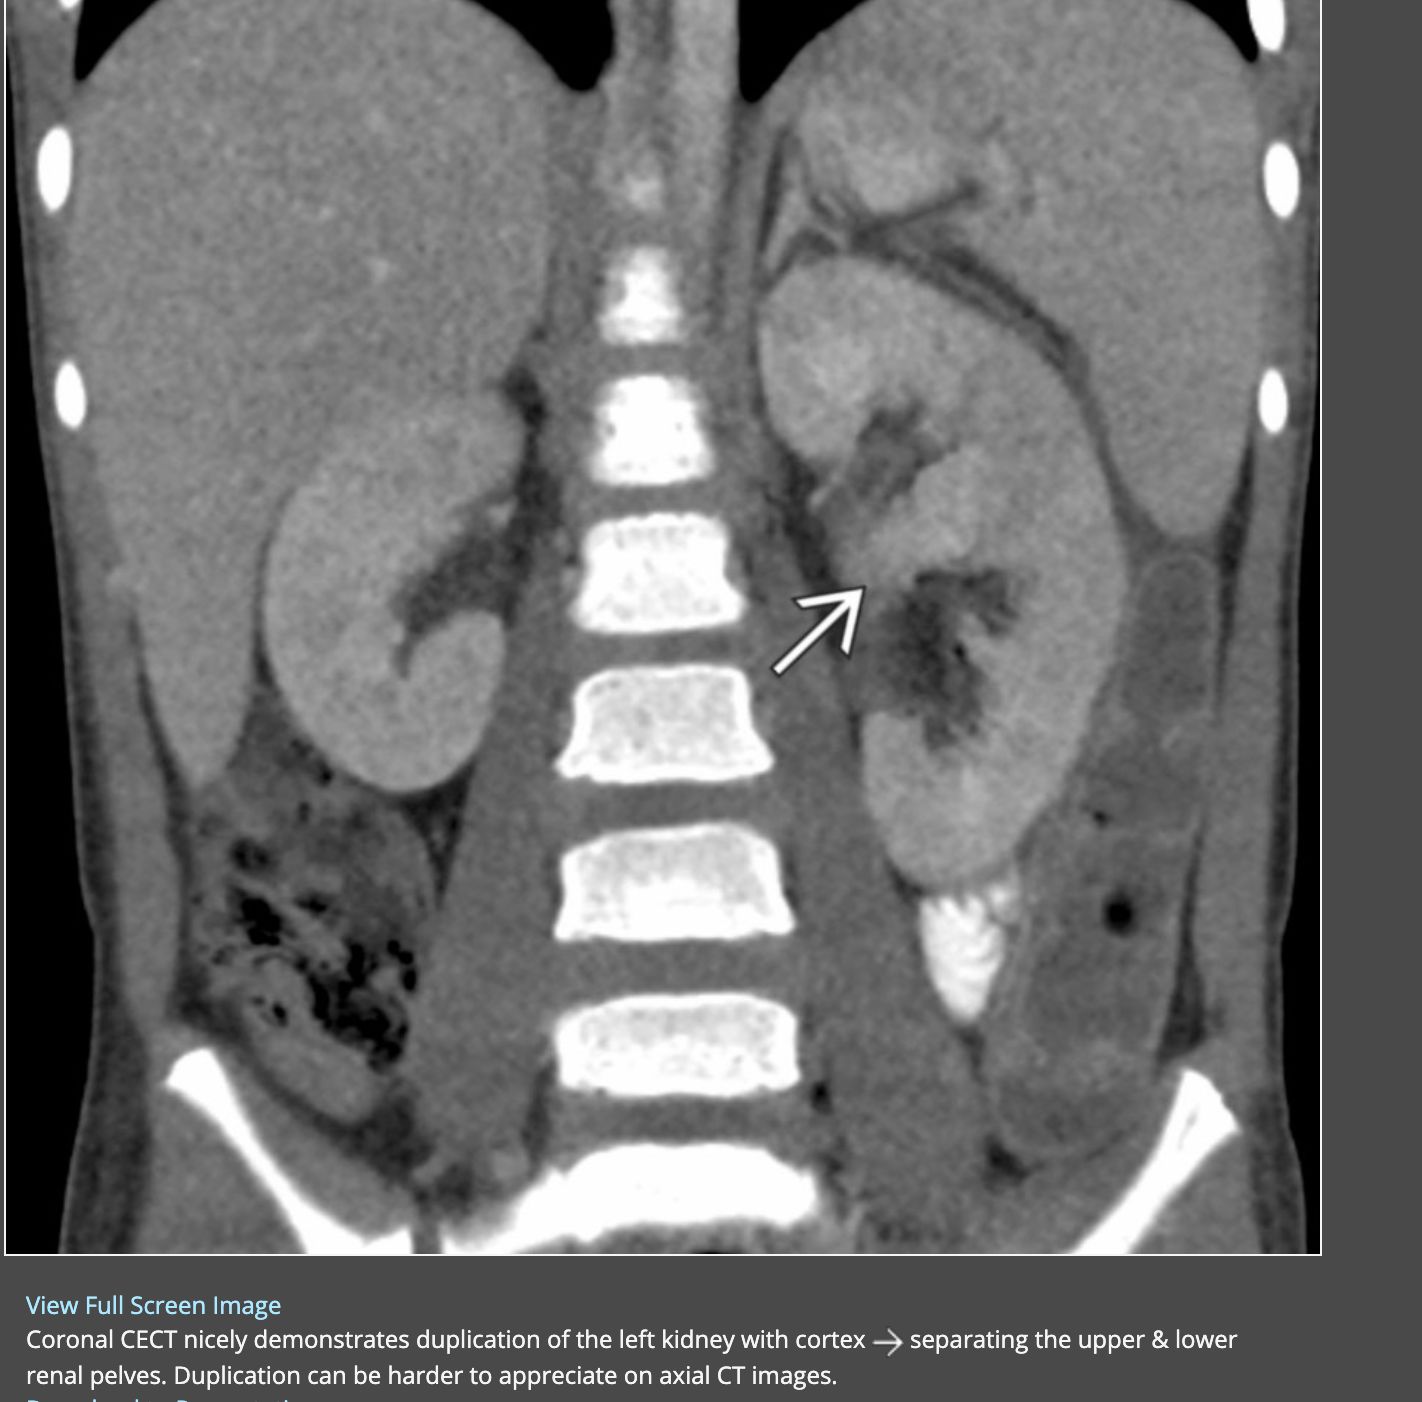 View Full Screen Image
Coronal CECT nicely demonstrates duplication of the left kidney with cortex → separating the upper & lower
renal pelves. Duplication can be harder to appreciate on axial CT images.